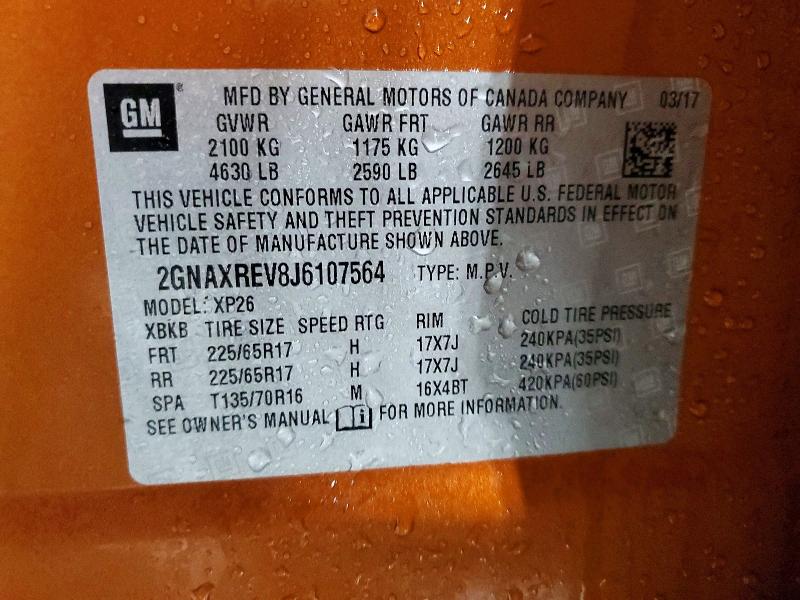 GM ® MFD BY GENERAL MOTORS OF CANADA COMPANY 03/17
GVWR GAWR FRT GAWR RR
2100 KG 1175 KG 1200 KG
4630 LB 2590 LB 2645 LB
THIS VEHICLE CONFORMS TO ALL APPLICABLE U.S. FEDERAL MOTOR
VEHICLE SAFETY AND THEFT PREVENTION STANDARDS IN EFFECT ON
THE DATE OF MANUFACTURE SHOWN ABOVE.
2GNAXREV8J6107564 TYPE: M.P.V.
MODEL: XP26
XBKB TIRE SIZE SPEED RTG RIM COLD TIRE PRESSURE
FRT 225/65R17 H 17X7J 240KPA(35PSI)
RR 225/65R17 H 17X7J 240KPA(35PSI)
SPA T135/70R16 M 16X4BT 420KPA(60PSI)
SEE OWNER'S MANUAL i FOR MORE INFORMATION.